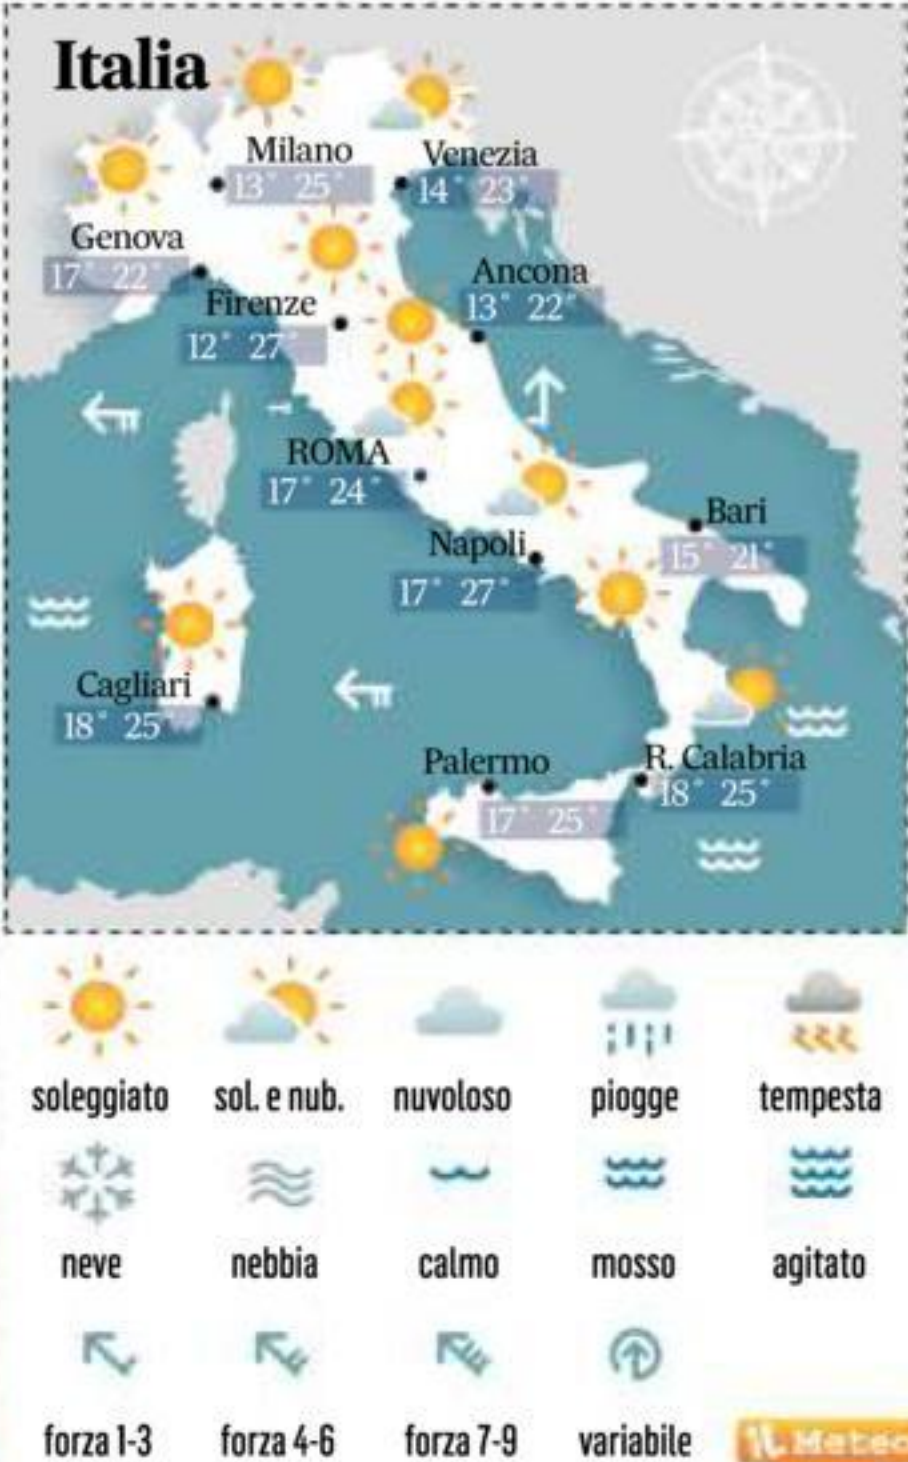 Italia
Milano
13° 25°
Venezia
14° 23°
Genova
17° 22°
Ancona
13° 22°
Firenze
12° 27°
ROMA
17° 24°
Bari
15° 21°
Napoli
17° 27°
Cagliari
18° 25°
Palermo
17° 25°
R. Calabria
18° 25°
soleggiato sol. e nub. nuvoloso piogge tempesta
neve nebbia calmo mosso agitato
forza 1-3 forza 4-6 forza 7-9 variabile
Meteo